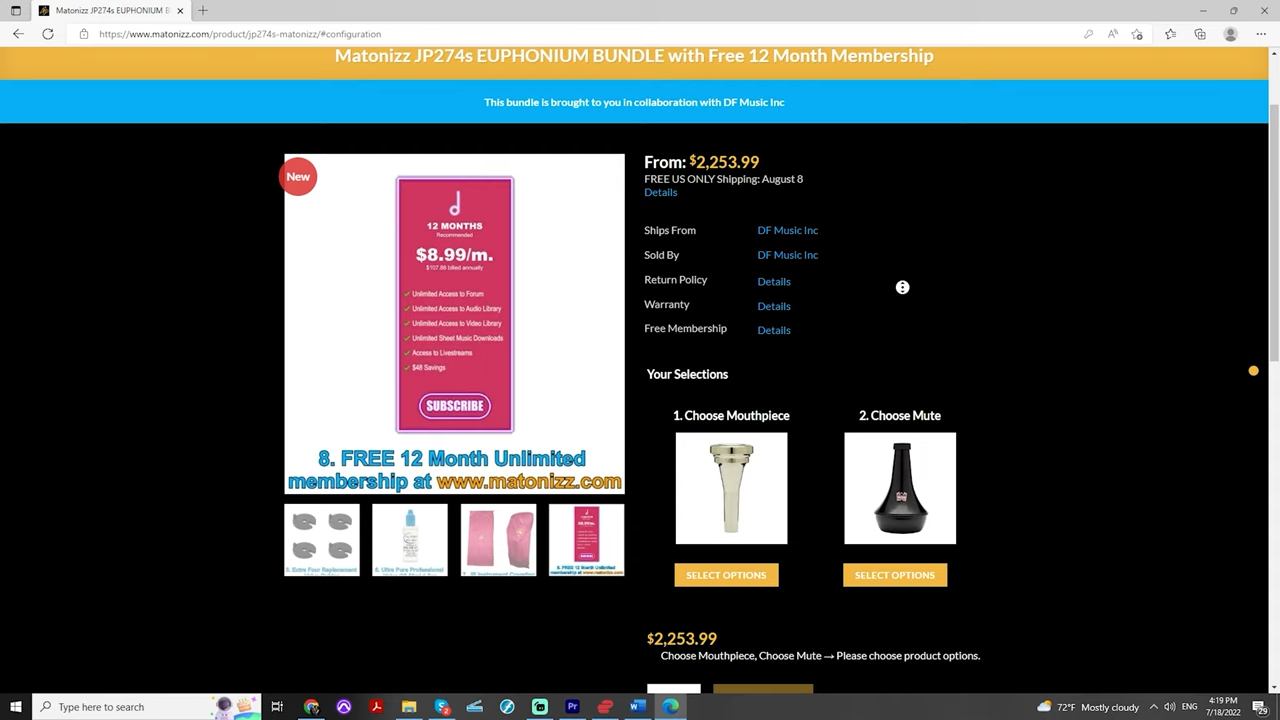 Matonizz JP274s EUPHONIUM B
https://www.matonizz.com/product/jp274s-matonizz/#configuration
Matonizz JP274s EUPHONIUM BUNDLE with Free 12 Month Membership
This bundle is brought to you in collaboration with DF Music Inc
New
12 MONTHS
Recommended
$8.99/m.
$107.88 billed annually
Unlimited Access to Forum
Unlimited Access to Audio Library
Unlimited Access to Video Library
Unlimited Sheet Music Downloads
Access to Livestreams
$48 Savings
SUBSCRIBE
8. FREE 12 Month Unlimited
membership at www.matonizz.com
From: $2,253.99
FREE US ONLY Shipping: August 8
Details
Ships From DF Music Inc
Sold By DF Music Inc
Return Policy Details
Warranty Details
Free Membership Details
Your Selections
1. Choose Mouthpiece
2. Choose Mute
SELECT OPTIONS
SELECT OPTIONS
$2,253.99
Choose Mouthpiece, Choose Mute → Please choose product options.
Type here to search
72°F Mostly cloudy
ENG
4:19 PM
7/18/2022